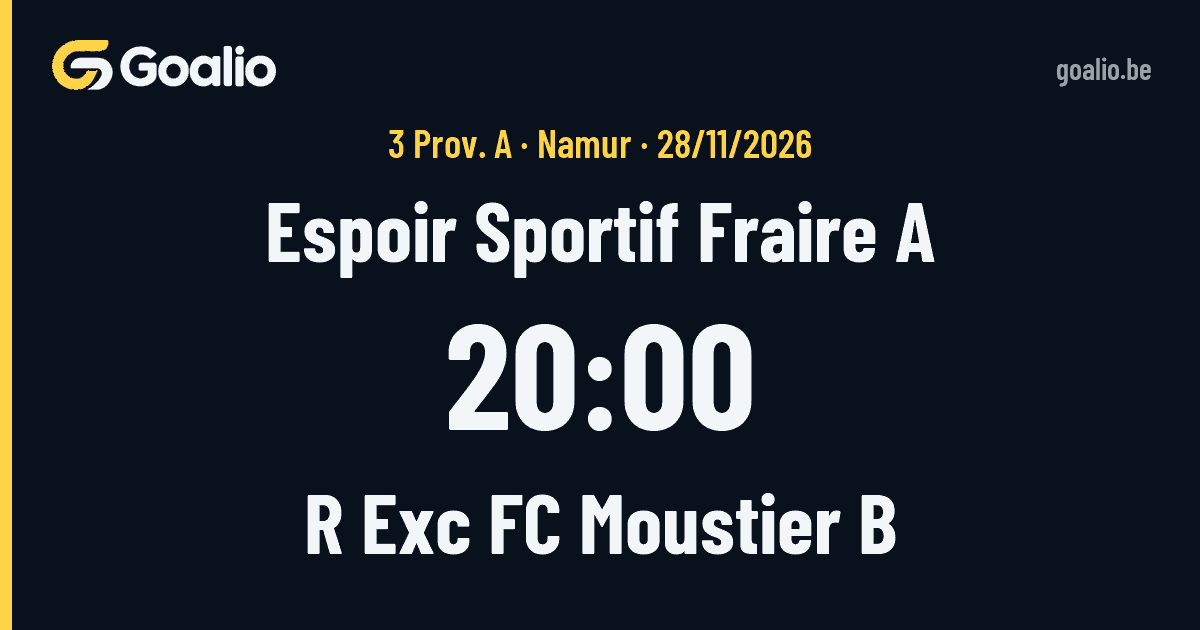 Goalio
goalio.be
3 Prov. A · Namur · 28/11/2026
Espoir Sportif Fraire A
20:00
R Exc FC Moustier B